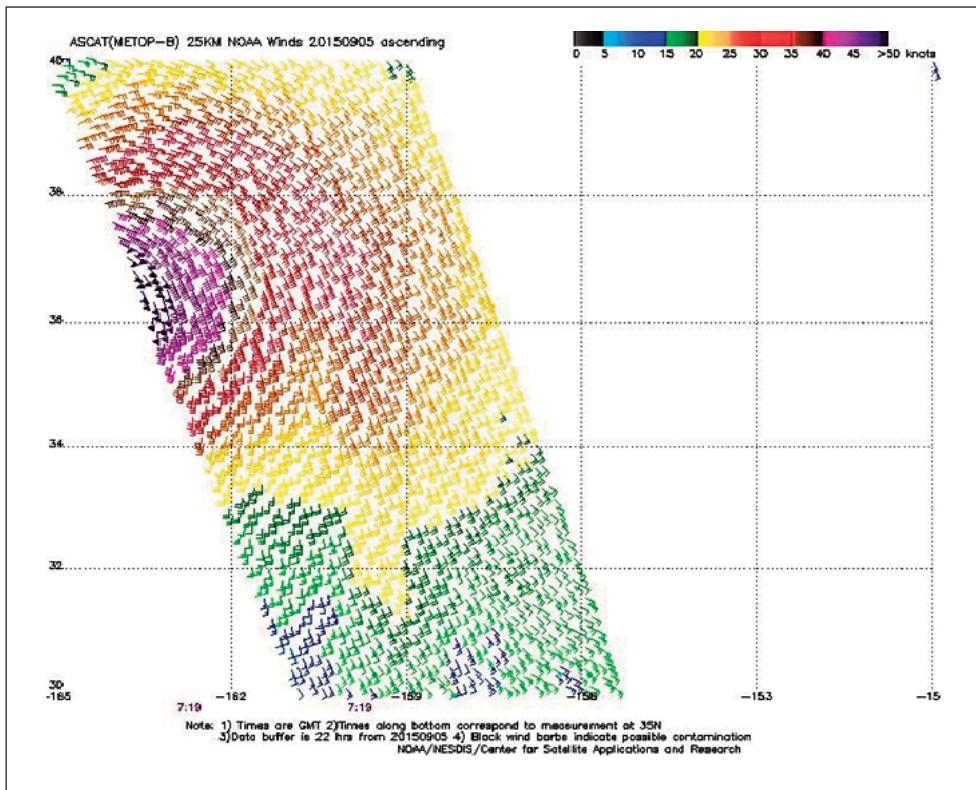 ASCAT(METOP-B) 25KM NOAA Winds 20150905 ascending
0 5 10 15 20 25 30 35 40 45 >50 knots
40
38
36
34
32
30
-165 -162 -159 -156 -153 -15
7:19 7:19
Note: 1) Times are GMT 2)Times along bottom correspond to measurement at 35N
3)Data buffer is 22 hrs from 20150905 4) Black wind barbs indicate possible contamination
NOAA/NESDIS/Center for Satellite Applications and Research